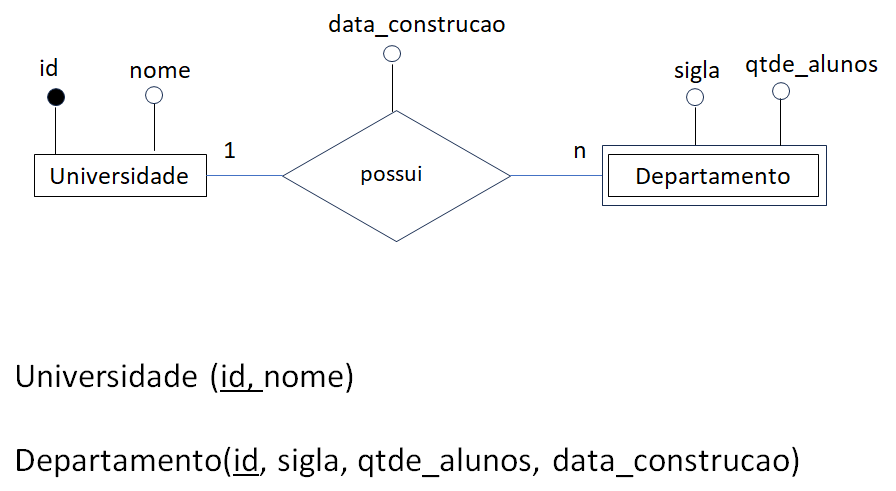 data_construcao
id nome sigla qtde_alunos
1 n
Universidade possui Departamento
Universidade (id, nome)
Departamento(id, sigla, qtde_alunos, data_construcao)